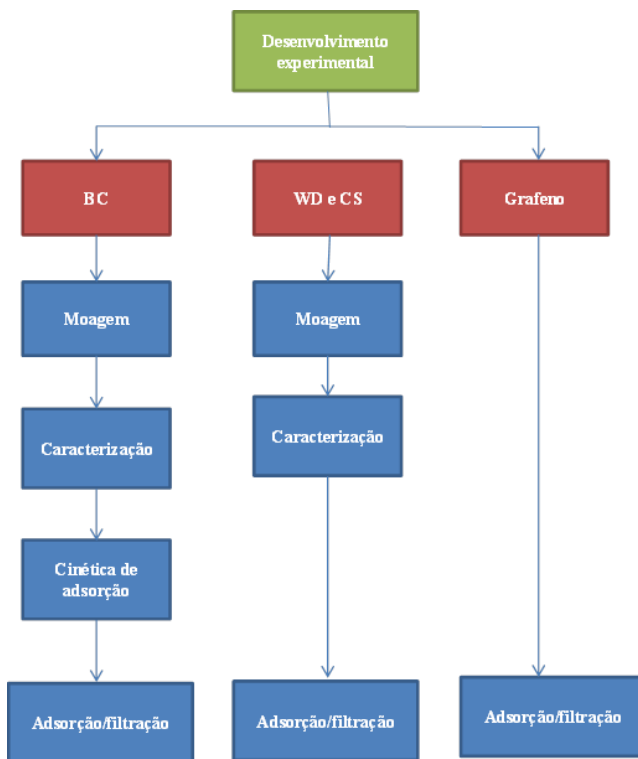 Desenvolvimento
experimental
BC
WD e CS
Grafeno
Moagem
Moagem
Caracterização
Caracterização
Cinética de
adsorção
Adsorção/filtração
Adsorção/filtração
Adsorção/filtração